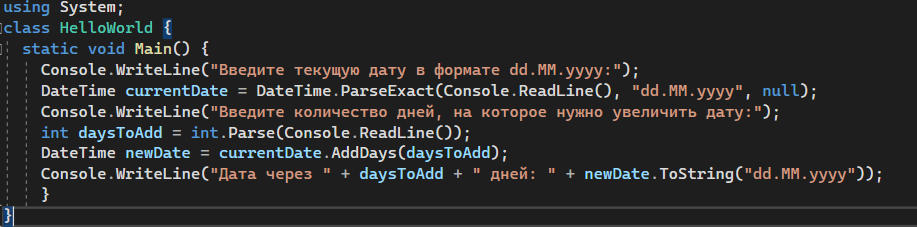 using System;
class HelloWorld {
static void Main() {
Console.WriteLine("Введите текущую дату в формате dd.MM.yyyy:");
DateTime currentDate = DateTime.ParseExact(Console.ReadLine(), "dd.MM.yyyy", null);
Console.WriteLine("Введите количество дней, на которое нужно увеличить дату:");
int daysToAdd = int.Parse(Console.ReadLine());
DateTime newDate = currentDate.AddDays(daysToAdd);
Console.WriteLine("Дата через " + daysToAdd + " дней: " + newDate.ToString("dd.MM.yyyy"));
}
}